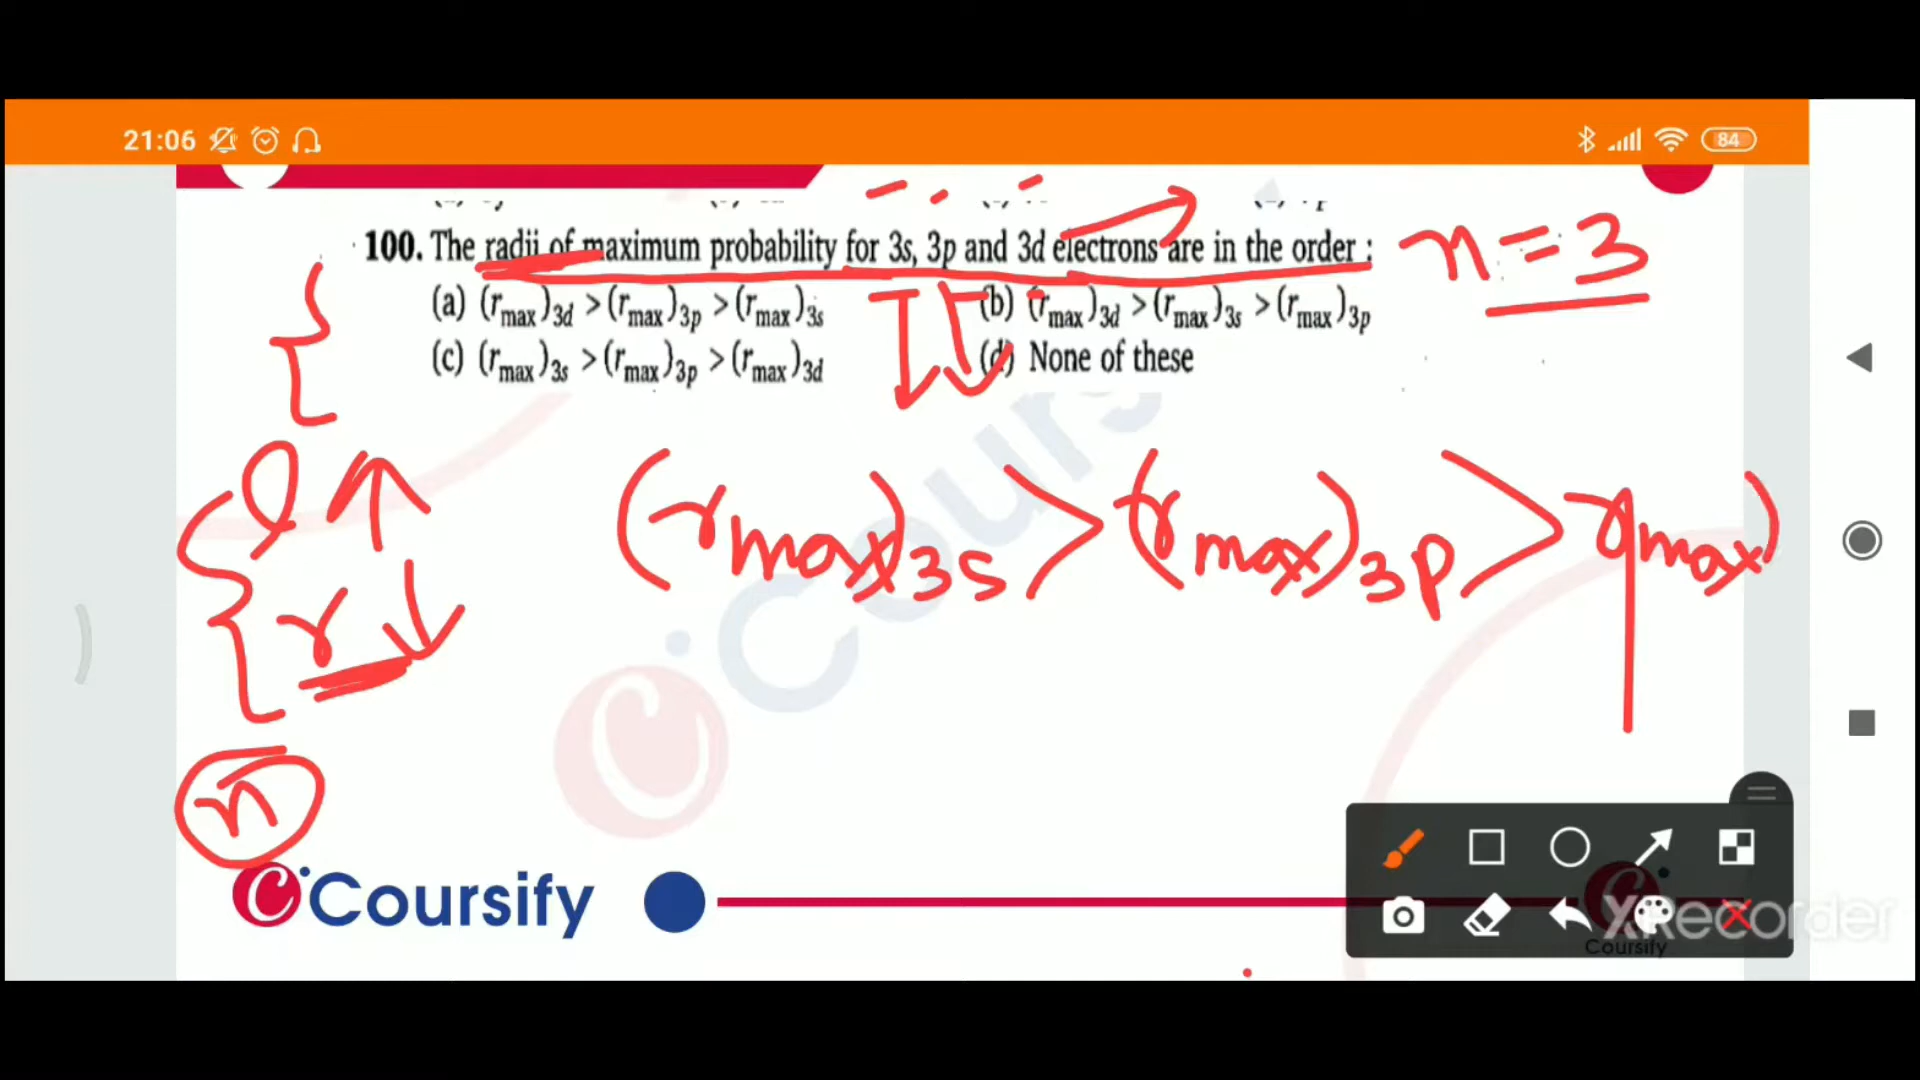 21:06
84
100. The radii of maximum probability for 3s, 3p and 3d electrons are in the order :
n = 3
(a) (rmax)3d > (rmax)3p > (rmax)3s
(b) (rmax)3d > (rmax)3s > (rmax)3p
(c) (rmax)3s > (rmax)3p > (rmax)3d
(d) None of these
l ↑
(rmax)3s > (rmax)3p > rmax)
r ↓
n
Coursify
XRecorder
Coursify